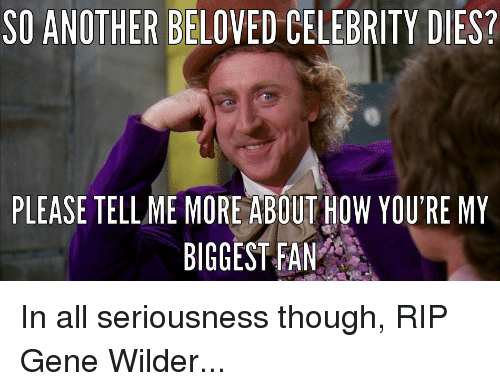 SO ANOTHER BELOVED CELEBRITY DIES?
PLEASE TELL ME MORE ABOUT HOW YOU'RE MY
BIGGEST FAN
In all seriousness though, RIP
Gene Wilder...